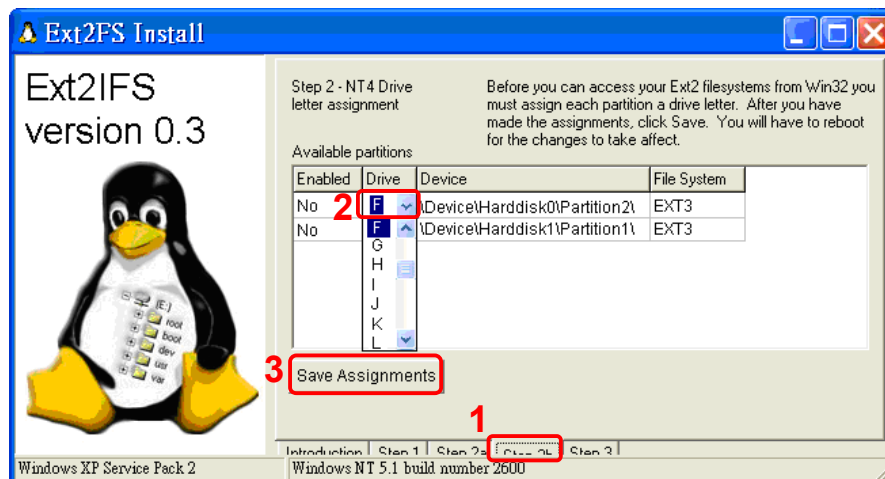 Ext2FS Install
Ext2IFS
version 0.3
[E:]
root
boot
dev
usr
var
Step 2 - NT4 Drive
letter assignment
Before you can access your Ext2 filesystems from Win32 you
must assign each partition a drive letter. After you have
made the assignments, click Save. You will have to reboot
for the changes to take affect.
Available partitions
Enabled Drive Device File System
No 2 F \Device\Harddisk0\Partition2\ EXT3
No F \Device\Harddisk1\Partition1\ EXT3
G
H
I
J
K
L
3 Save Assignments
1
Introduction Step 1 Step 2a Step 2b Step 3
Windows XP Service Pack 2 Windows NT 5.1 build number 2600